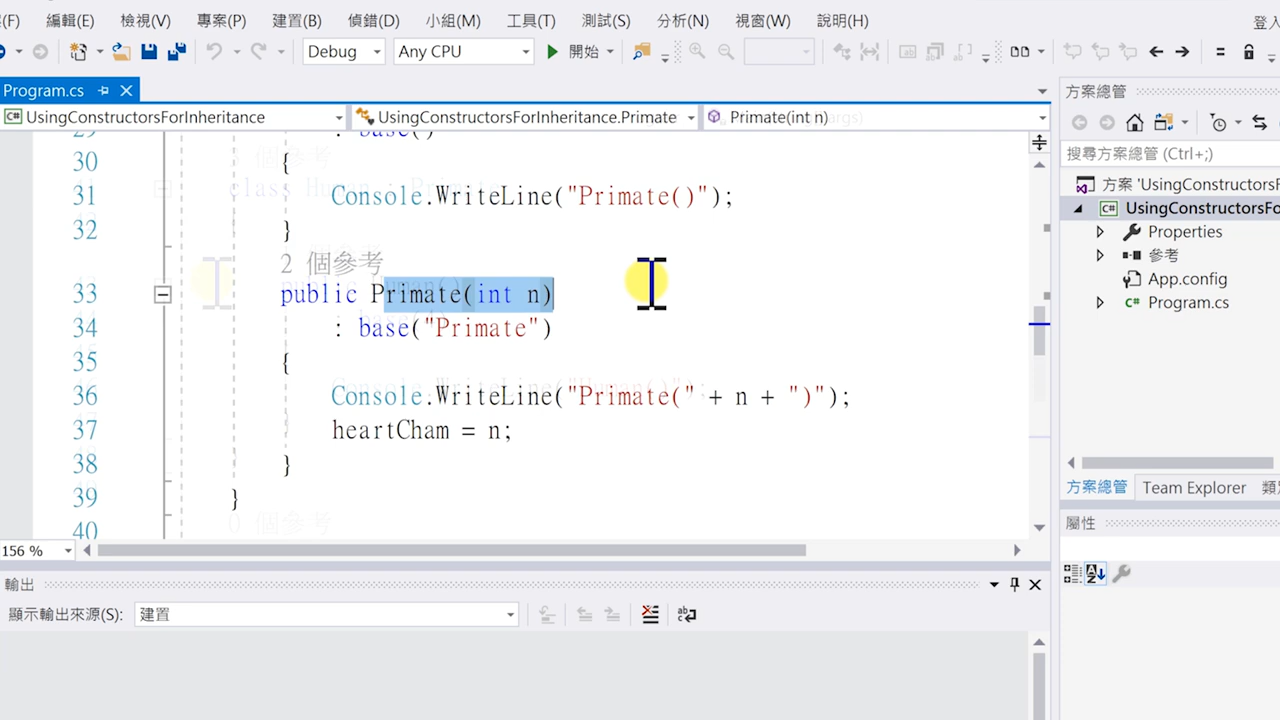 (F) 編輯(E) 檢視(V) 專案(P) 建置(B) 偵錯(D) 小組(M) 工具(T) 測試(S) 分析(N) 視窗(W) 說明(H)
登入
Debug Any CPU 開始
Program.cs
UsingConstructorsForInheritance UsingConstructorsForInheritance.Primate Primate(int n)
29 : base()
30 {
31 Console.WriteLine("Primate()");
32 }
2 個參考
33 public Primate(int n)
34 : base("Primate")
35 {
36 Console.WriteLine("Primate(" + n + ")");
37 heartCham = n;
38 }
39 }
40
156 %
輸出
顯示輸出來源(S): 建置
方案總管
搜尋方案總管 (Ctrl+;)
方案 'UsingConstructorsF
UsingConstructorsFo
Properties
參考
App.config
Program.cs
方案總管 Team Explorer 類
屬性